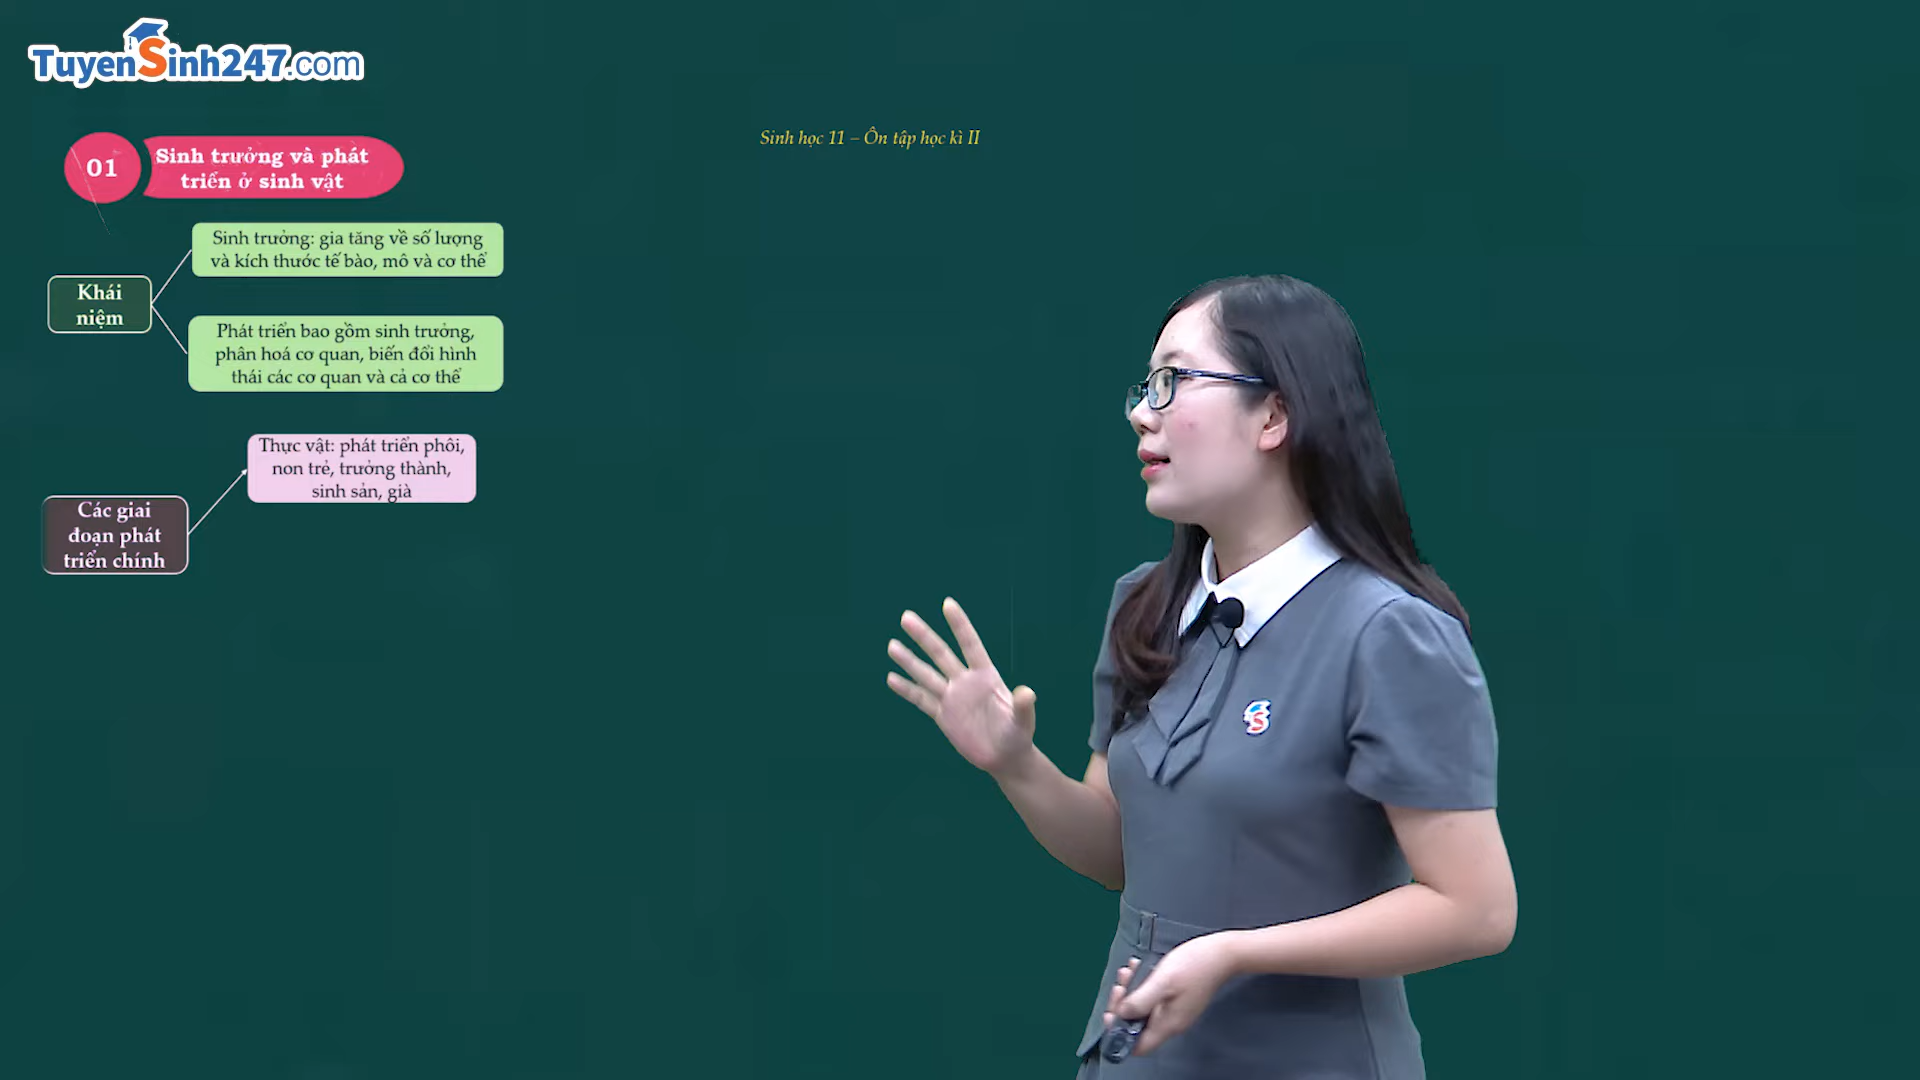 TuyenSinh247.com
Sinh học 11 – Ôn tập học kì II
01
Sinh trưởng và phát
triển ở sinh vật
Khái
niệm
Sinh trưởng: gia tăng về số lượng
và kích thước tế bào, mô và cơ thể
Phát triển bao gồm sinh trưởng,
phân hoá cơ quan, biến đổi hình
thái các cơ quan và cả cơ thể
Các giai
đoạn phát
triển chính
Thực vật: phát triển phôi,
non trẻ, trưởng thành,
sinh sản, già